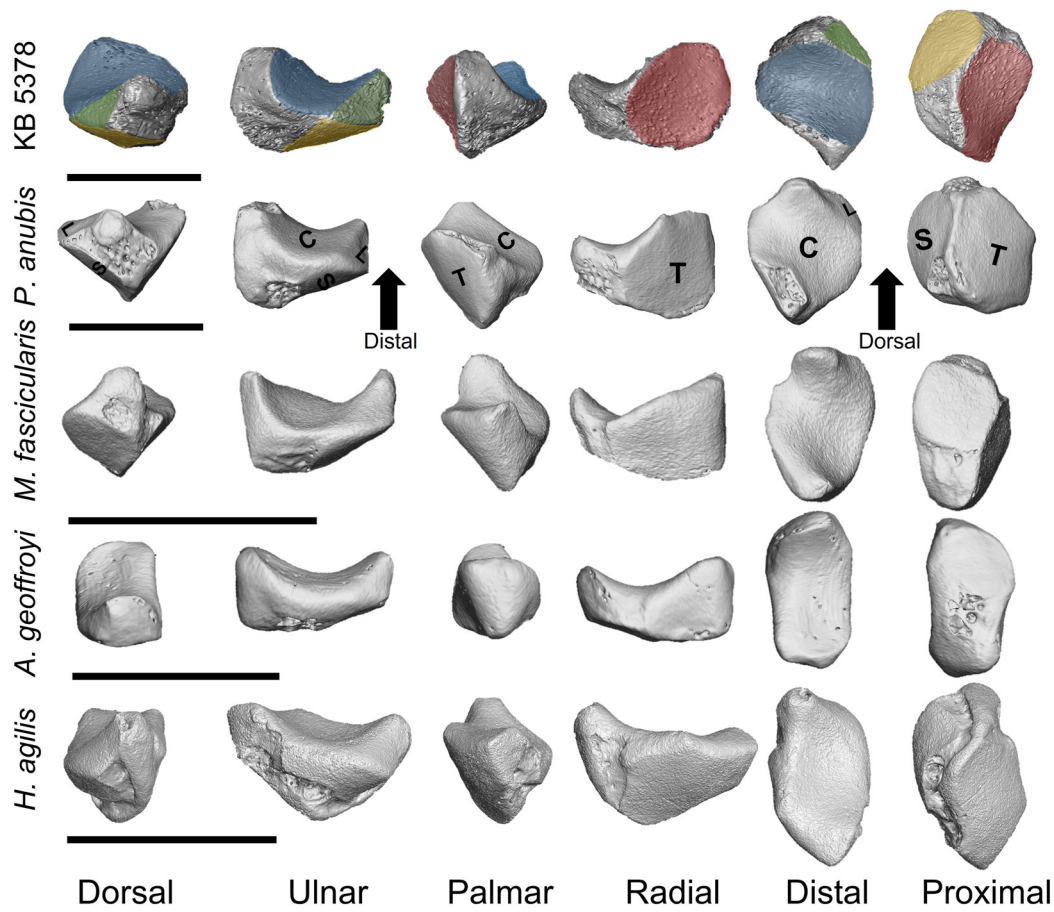 KB 5378
P. anubis
L
S
C
S
L
C
T
T
C
L
S
T
Distal
Dorsal
M. fascicularis
A. geoffroyi
H. agilis
Dorsal Ulnar Palmar Radial Distal Proximal